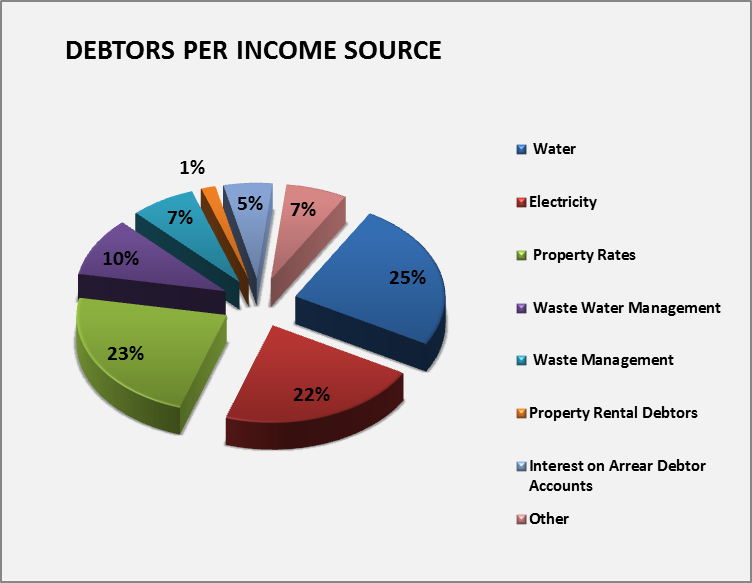 DEBTORS PER INCOME SOURCE
1%
5%
7%
7%
10%
25%
23%
22%
Water
Electricity
Property Rates
Waste Water Management
Waste Management
Property Rental Debtors
Interest on Arrear Debtor
Accounts
Other